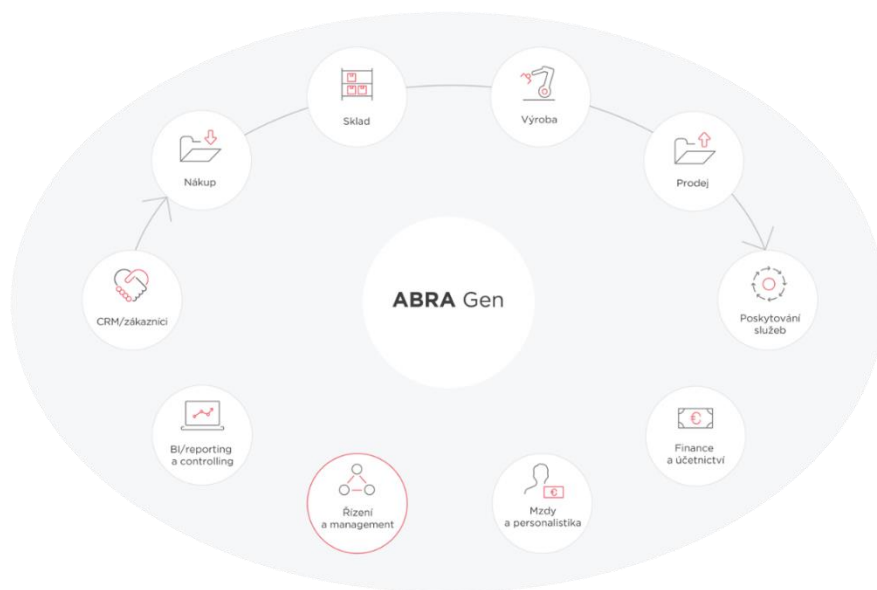 Sklad
Výroba
Nákup
Prodej
ABRA Gen
CRM/zákazníci
Poskytování
služeb
BI/reporting
a controlling
Finance
a účetnictví
Řízení
a management
Mzdy
a personalistika